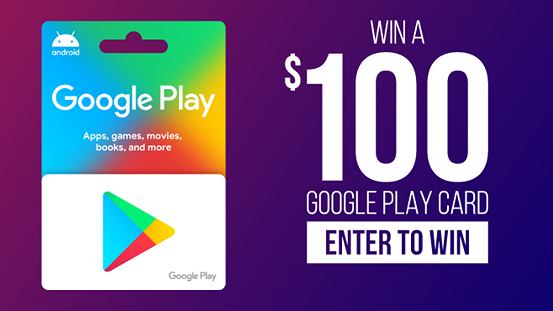 android
Google Play
Apps, games, movies,
books, and more
Google Play
WIN A
$100
GOOGLE PLAY CARD
ENTER TO WIN